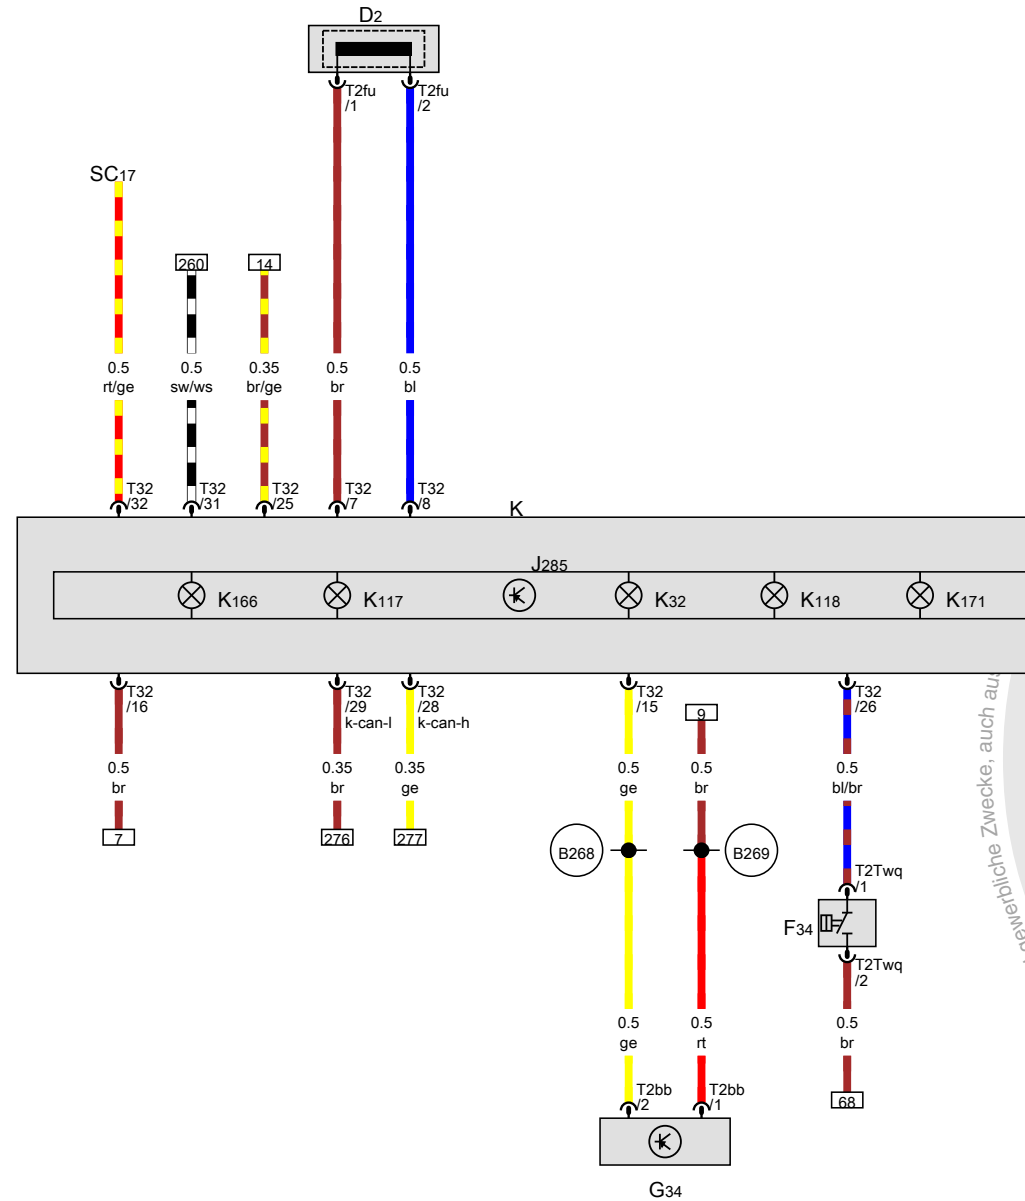 D2
T2fu
/1
T2fu
/2
SC17
260
14
0.5
rt/ge
0.5
sw/ws
0.35
br/ge
0.5
br
0.5
bl
T32
/32
T32
/31
T32
/25
T32
/7
T32
/8
K
J285
K166
K117
K32
K118
K171
T32
/16
T32
/29
k-can-l
T32
/28
k-can-h
T32
/15
9
T32
/26
0.5
br
0.35
br
0.35
ge
0.5
ge
0.5
br
0.5
bl/br
7
276
277
B268
B269
T2Twq
/1
F34
T2Twq
/2
0.5
ge
0.5
rt
0.5
br
T2bb
/2
T2bb
/1
68
G34
gewerbliche Zwecke, auch aus